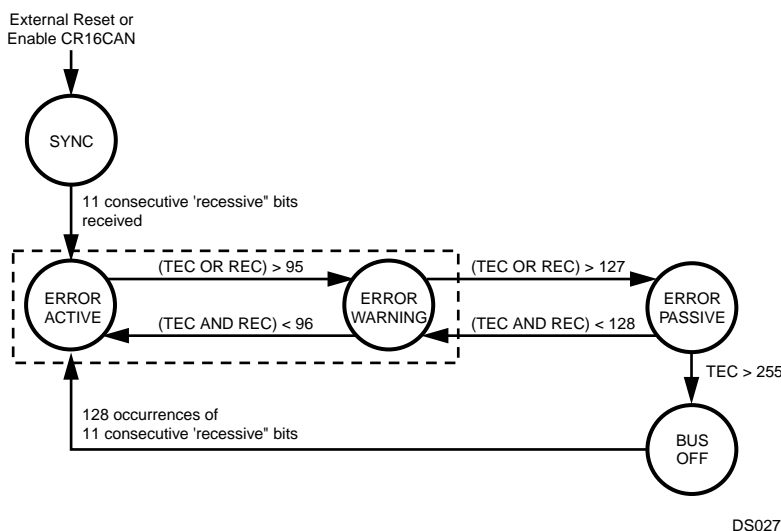 External Reset or
Enable CR16CAN
SYNC
11 consecutive 'recessive" bits
received
(TEC OR REC) > 95
(TEC OR REC) > 127
ERROR
ACTIVE
ERROR
WARNING
ERROR
PASSIVE
(TEC AND REC) < 96
(TEC AND REC) < 128
TEC > 255
128 occurrences of
11 consecutive 'recessive" bits
BUS
OFF
DS027